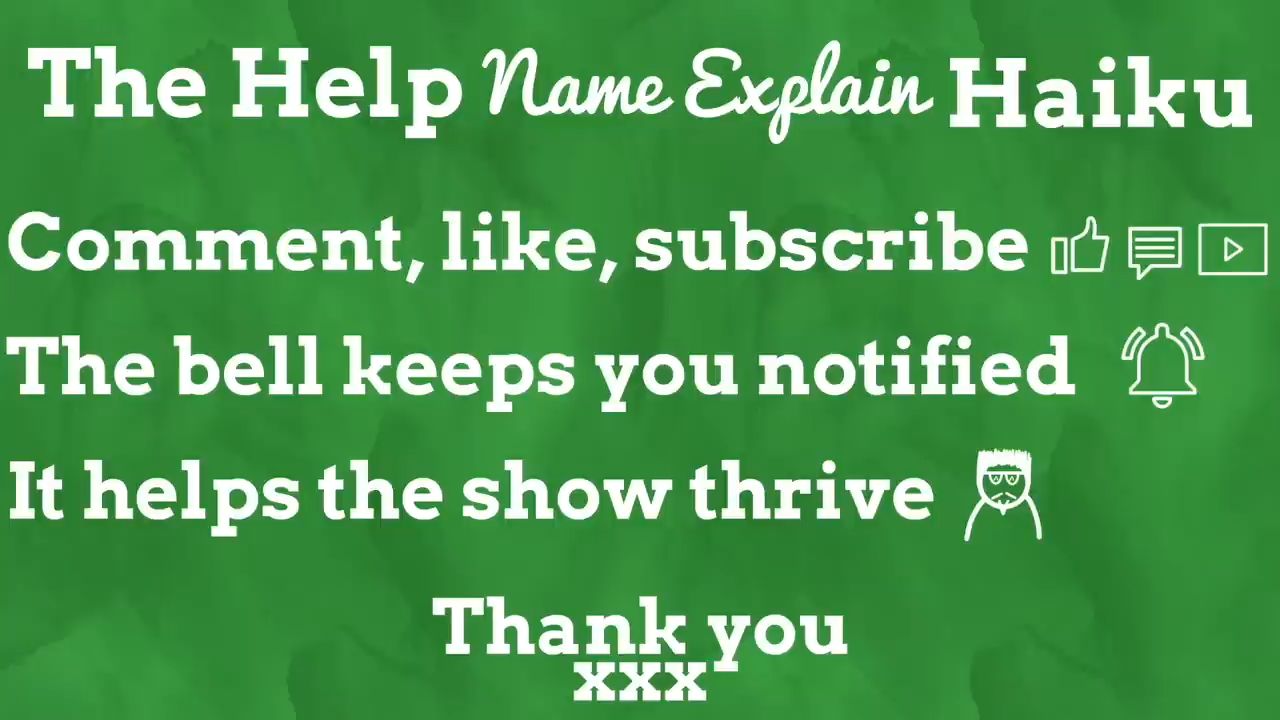 The Help Name Explain Haiku
Comment, like, subscribe
The bell keeps you notified
It helps the show thrive
Thank you
xxx